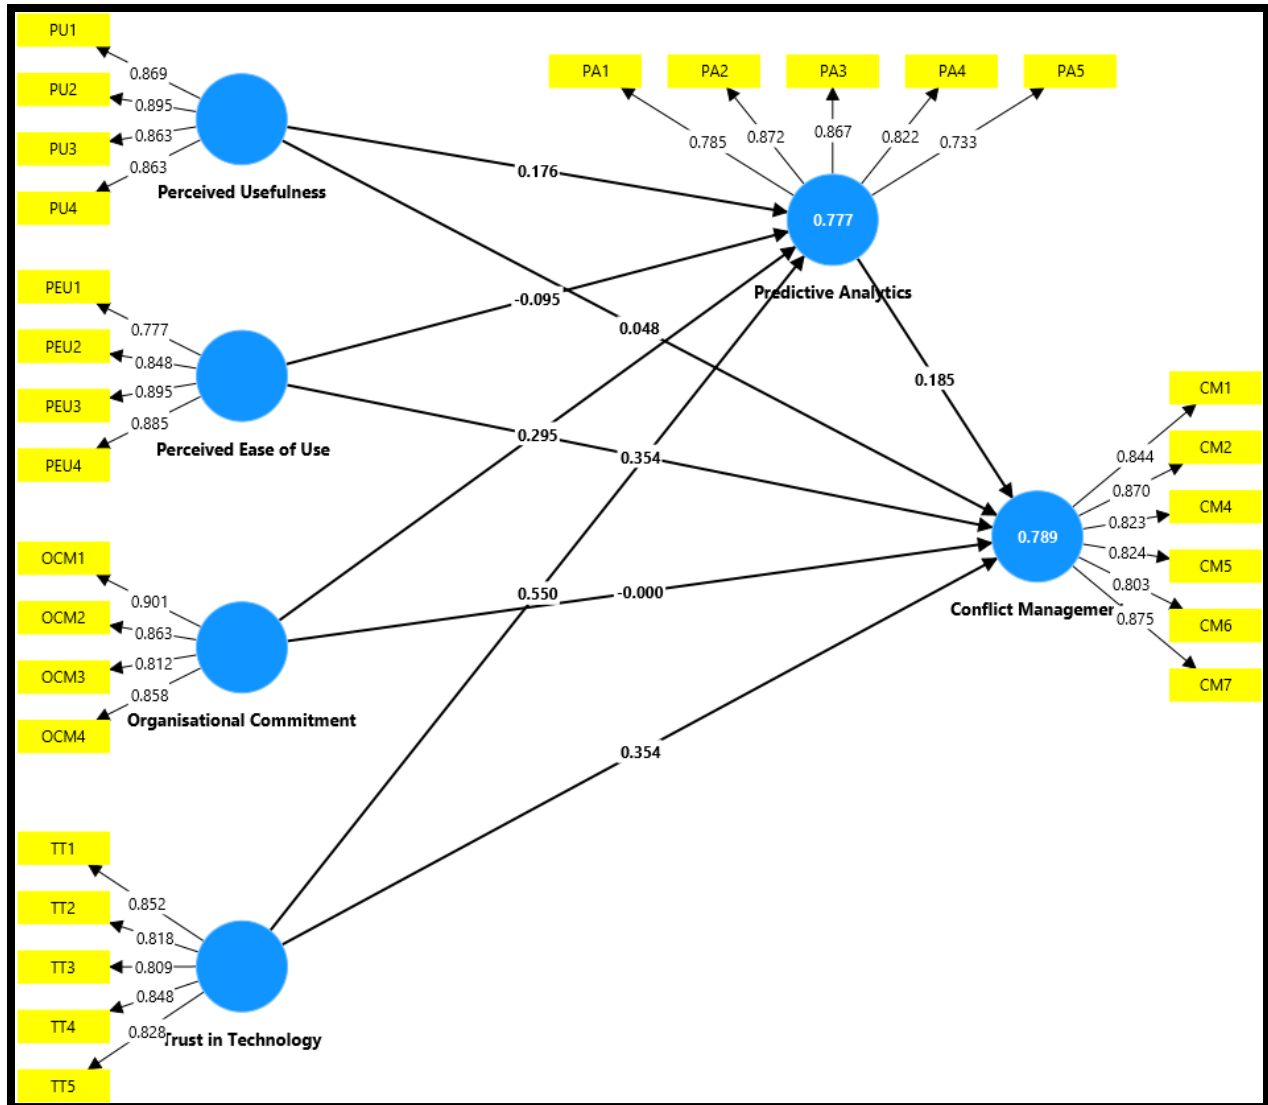 PU1
0.869
PU2
0.895
PU3
0.863
0.863
PU4
Perceived Usefulness
PEU1
0.777
PEU2
0.848
PEU3
0.895
0.885
PEU4
Perceived Ease of Use
OCM1
0.901
OCM2
0.863
OCM3
0.812
0.858
OCM4
Organisational Commitment
TT1
0.852
TT2
0.818
TT3
0.809
0.848
TT4
0.828
Trust in Technology
TT5
0.176
-0.095
0.048
0.295
0.354
0.550
-0.000
0.354
PA1 PA2 PA3 PA4 PA5
0.785 0.872 0.867 0.822 0.733
0.777
Predictive Analytics
0.185
0.789
Conflict Managemer
CM1
0.844
CM2
0.870
CM4
0.823
0.824
CM5
0.803
0.875
CM6
CM7